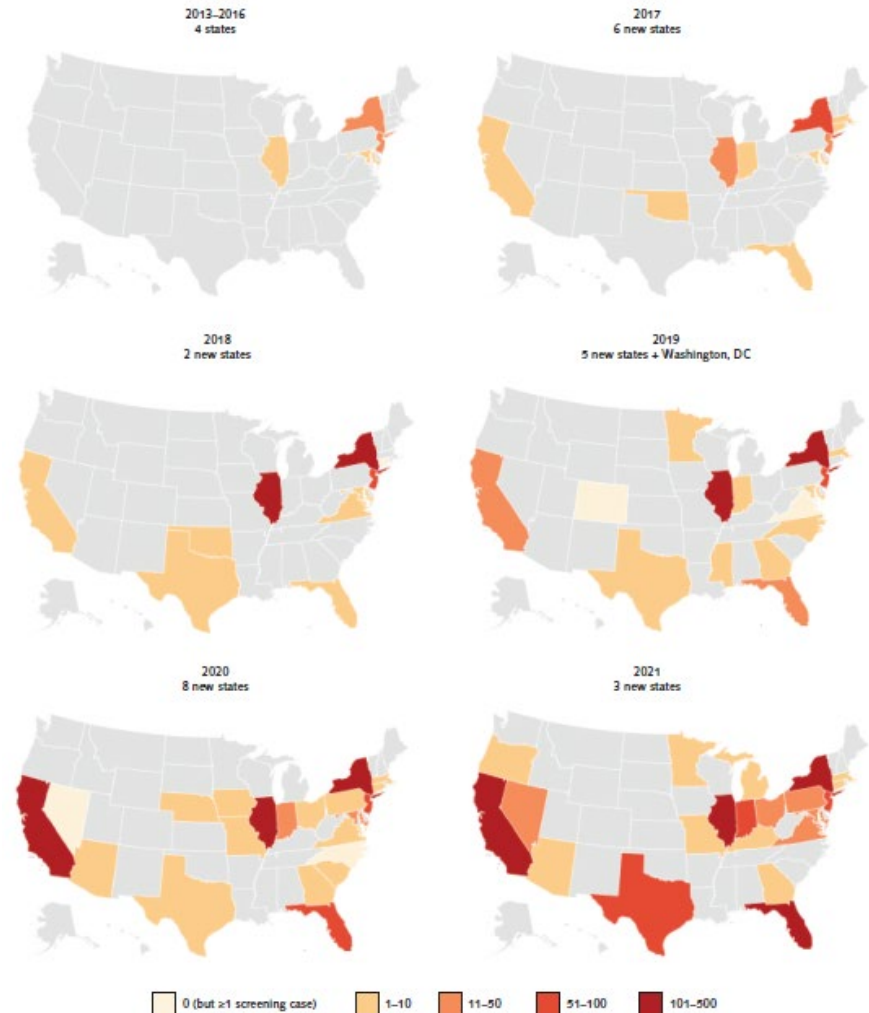 2013–2016
4 states
2017
6 new states
2018
2 new states
2019
5 new states + Washington, DC
2020
8 new states
2021
3 new states
0 (but ≥1 screening case)
1–10
11–50
51–100
101–500